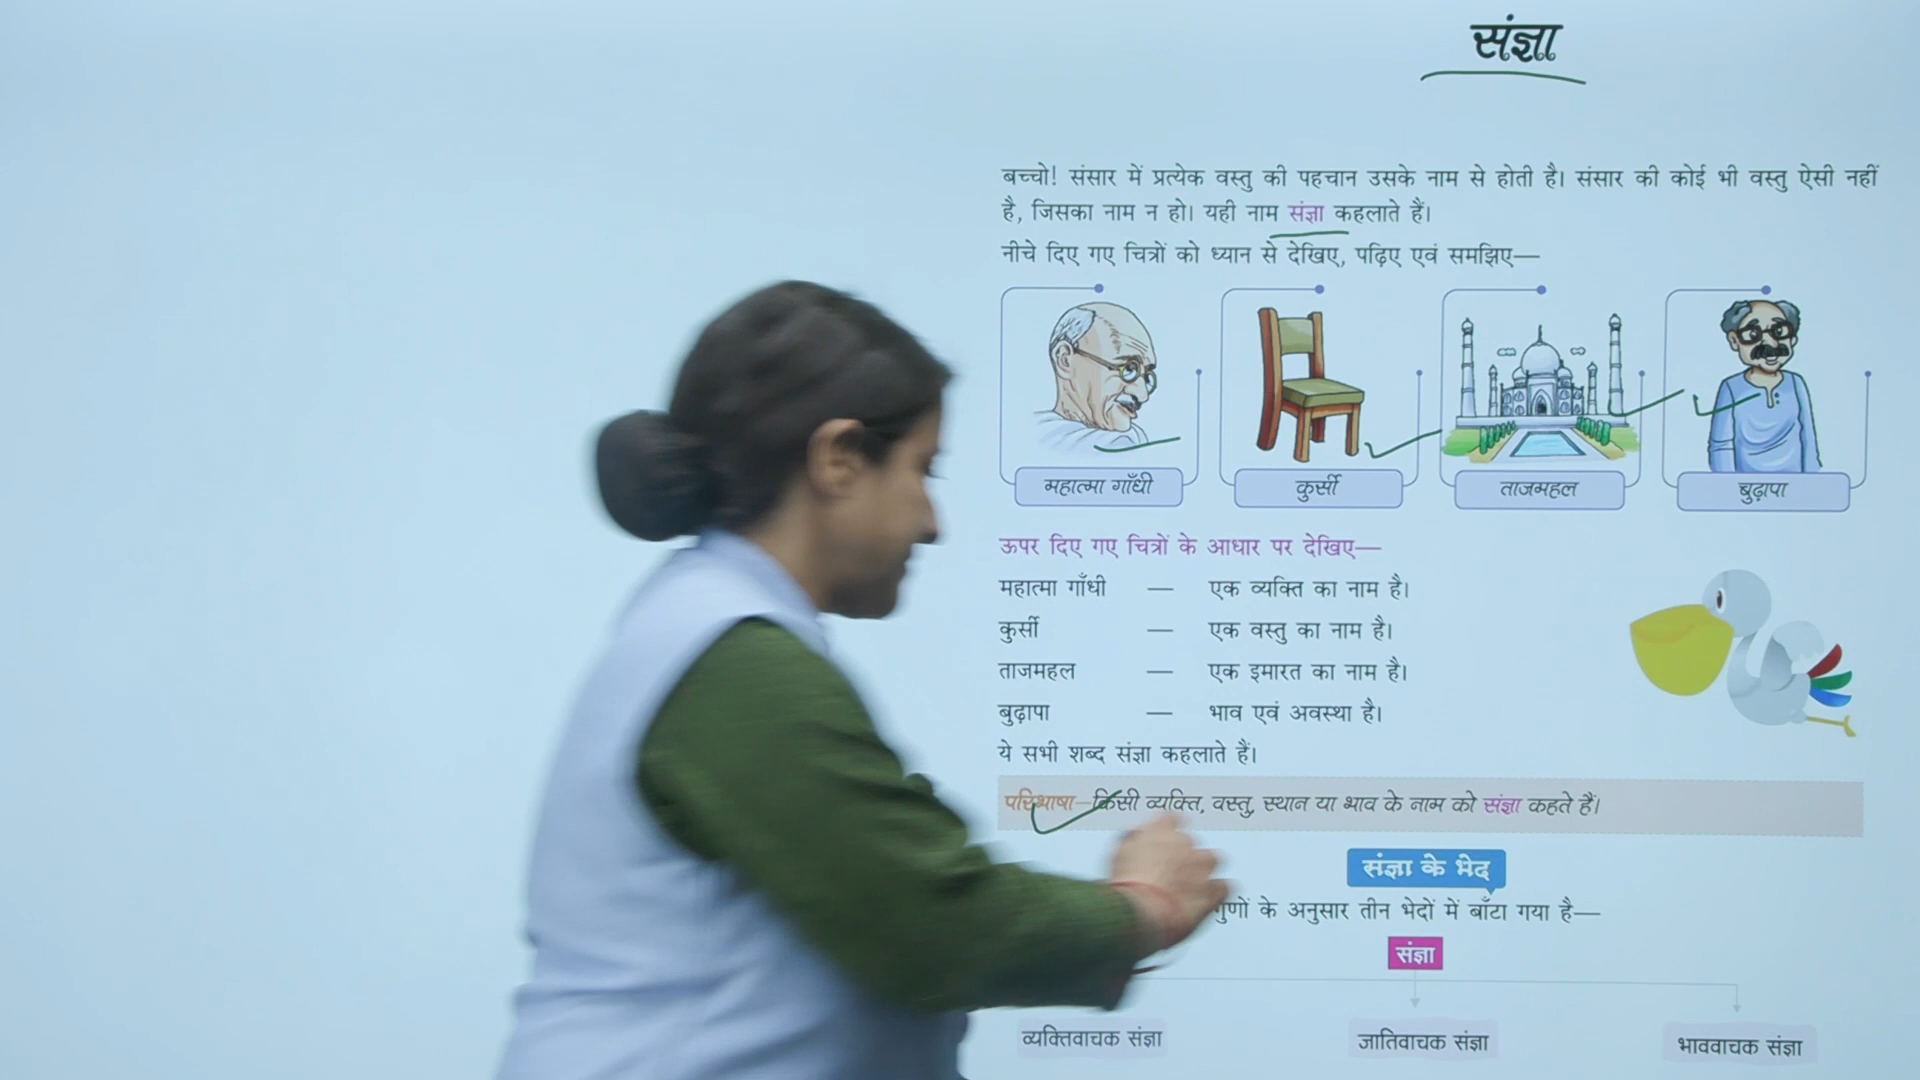 संज्ञा
बच्चो! संसार में प्रत्येक वस्तु की पहचान उसके नाम से होती है। संसार की कोई भी वस्तु ऐसी नहीं
है, जिसका नाम न हो। यही नाम संज्ञा कहलाते हैं।
नीचे दिए गए चित्रों को ध्यान से देखिए, पढ़िए एवं समझिए—
महात्मा गाँधी कुर्सी ताजमहल बुढ़ापा
ऊपर दिए गए चित्रों के आधार पर देखिए—
महात्मा गाँधी — एक व्यक्ति का नाम है।
कुर्सी — एक वस्तु का नाम है।
ताजमहल — एक इमारत का नाम है।
बुढ़ापा — भाव एवं अवस्था है।
ये सभी शब्द संज्ञा कहलाते हैं।
परिभाषा—किसी व्यक्ति, वस्तु, स्थान या भाव के नाम को संज्ञा कहते हैं।
संज्ञा के भेद
गुणों के अनुसार तीन भेदों में बाँटा गया है—
संज्ञा
व्यक्तिवाचक संज्ञा जातिवाचक संज्ञा भाववाचक संज्ञा